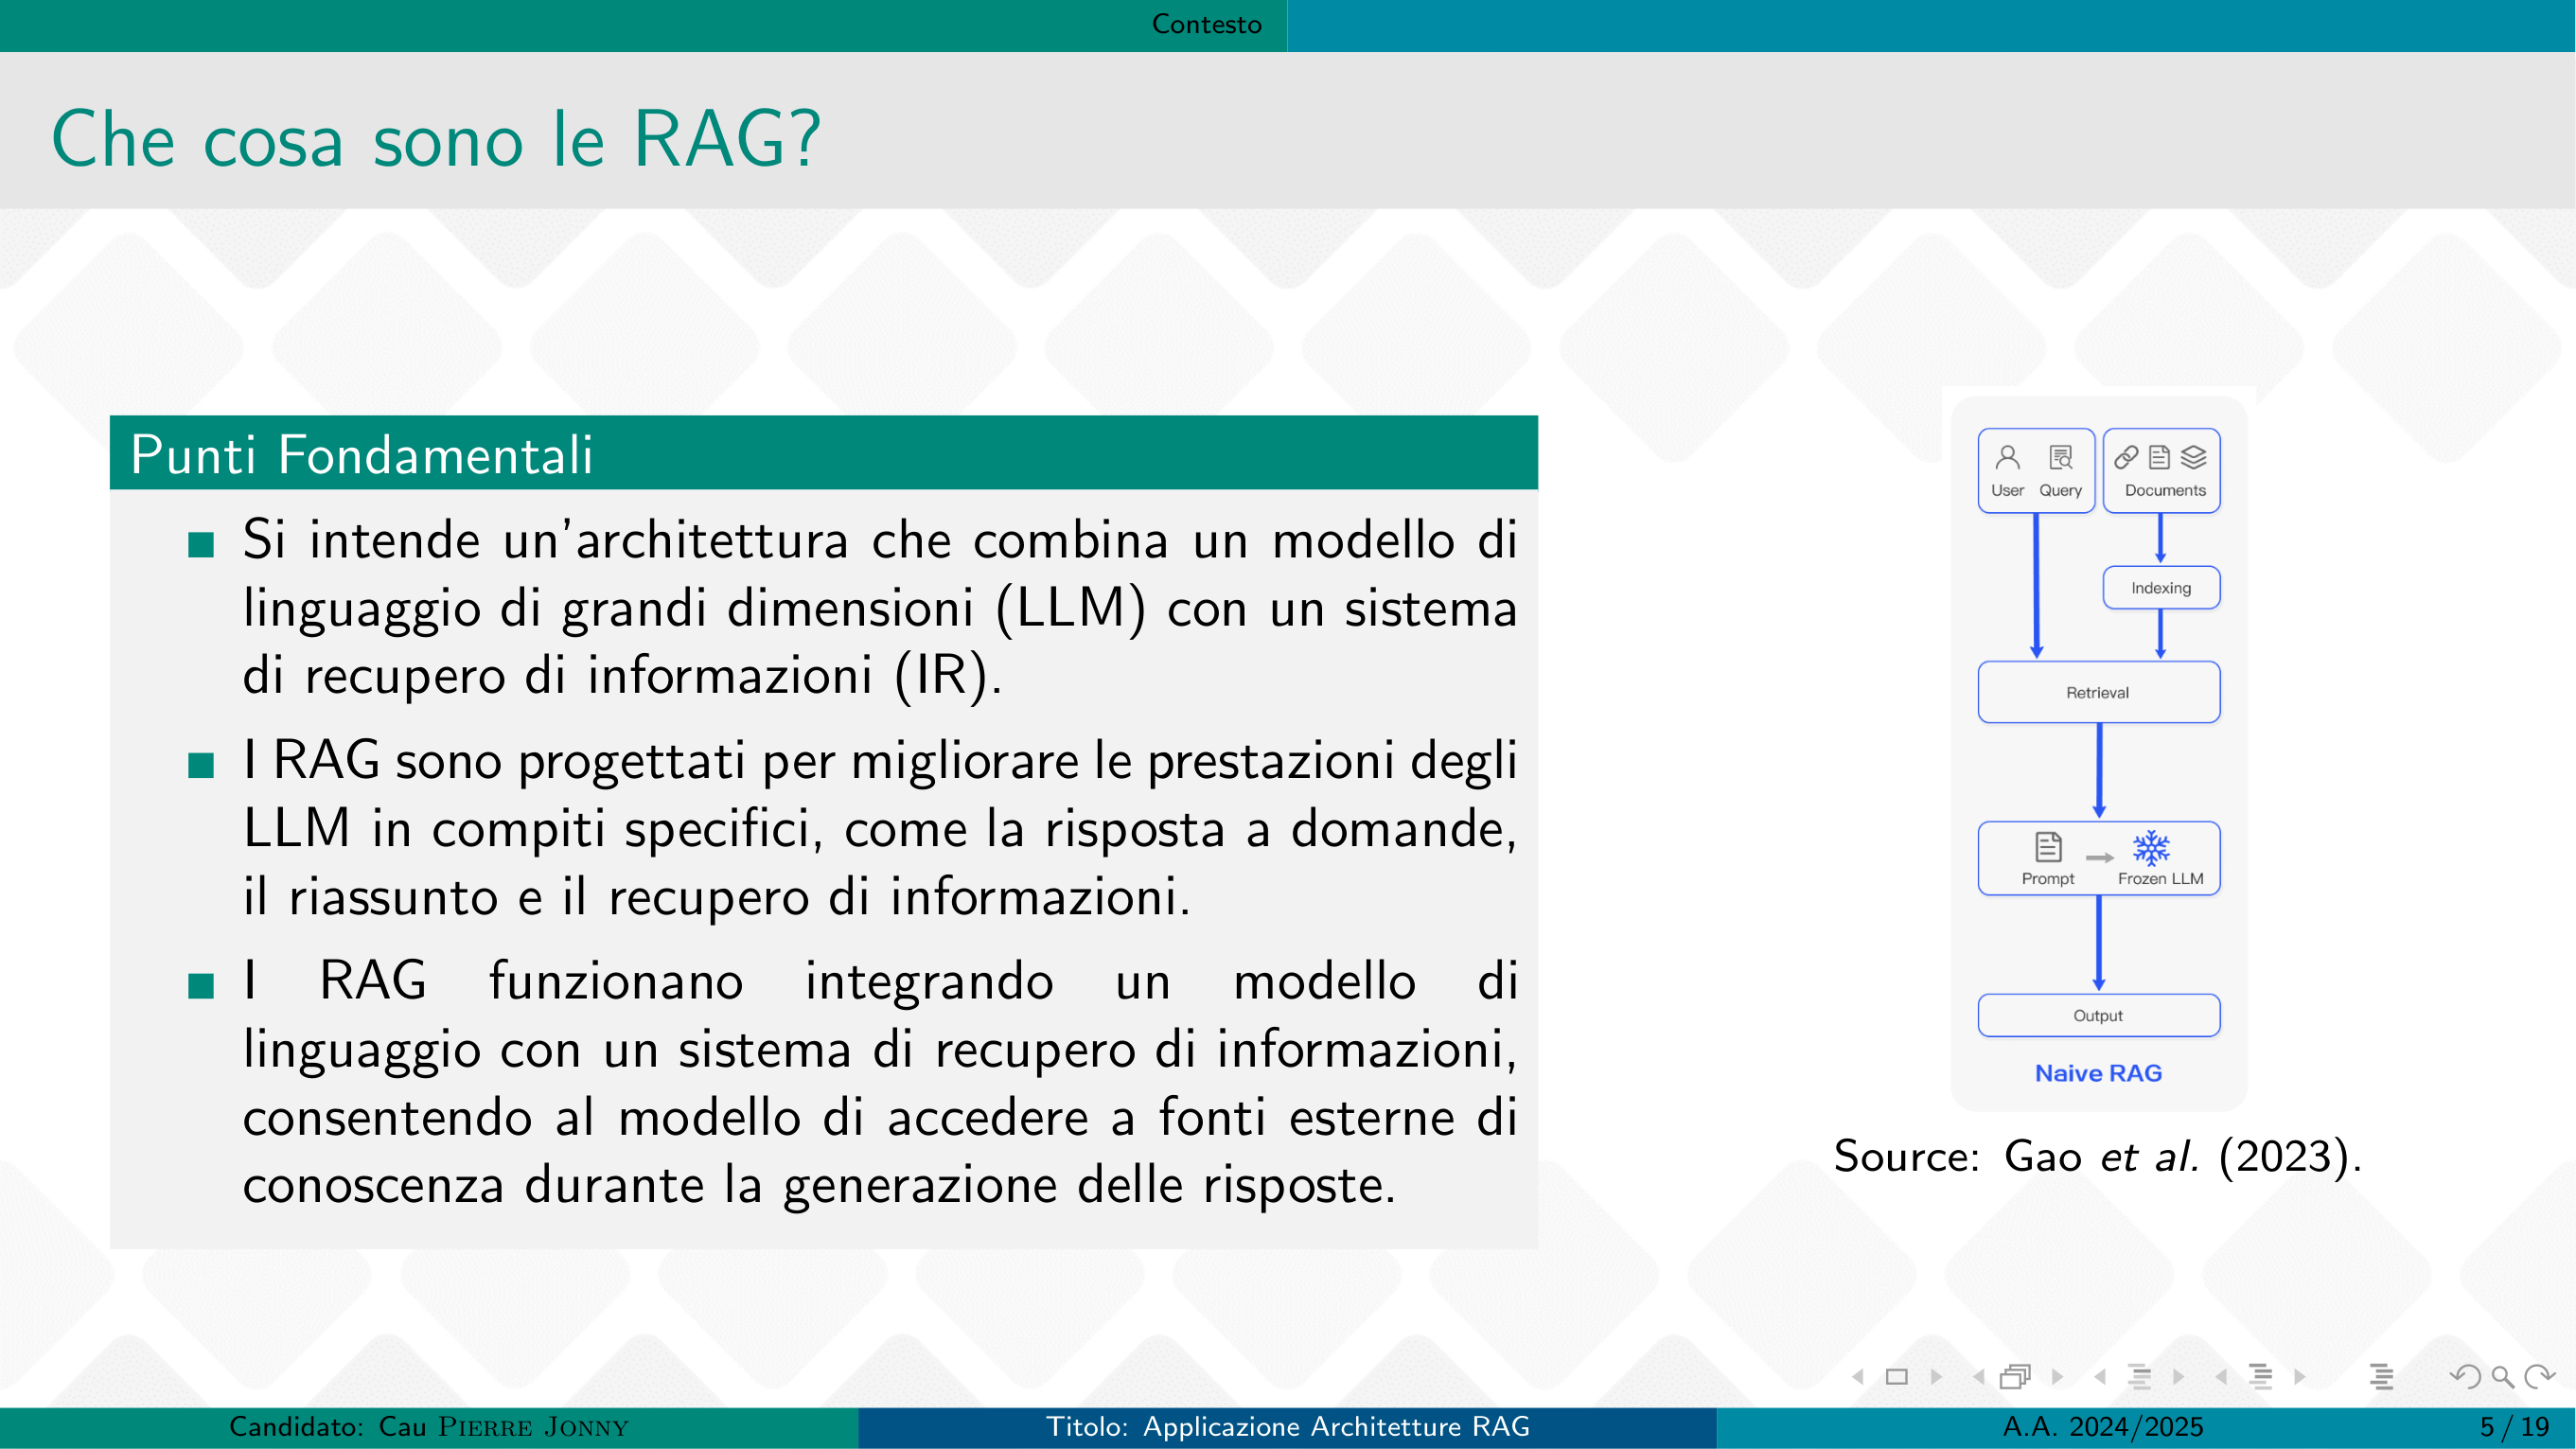 Contesto
Che cosa sono le RAG?
Punti Fondamentali
Si intende un'architettura che combina un modello di
linguaggio di grandi dimensioni (LLM) con un sistema
di recupero di informazioni (IR).
I RAG sono progettati per migliorare le prestazioni degli
LLM in compiti specifici, come la risposta a domande,
il riassunto e il recupero di informazioni.
I RAG funzionano integrando un modello di
linguaggio con un sistema di recupero di informazioni,
consentendo al modello di accedere a fonti esterne di
conoscenza durante la generazione delle risposte.
User Query Documents
Indexing
Retrieval
Prompt Frozen LLM
Output
Naive RAG
Source: Gao et al. (2023).
Candidato: Cau Pierre Jonny
Titolo: Applicazione Architetture RAG
A.A. 2024/2025
5 / 19